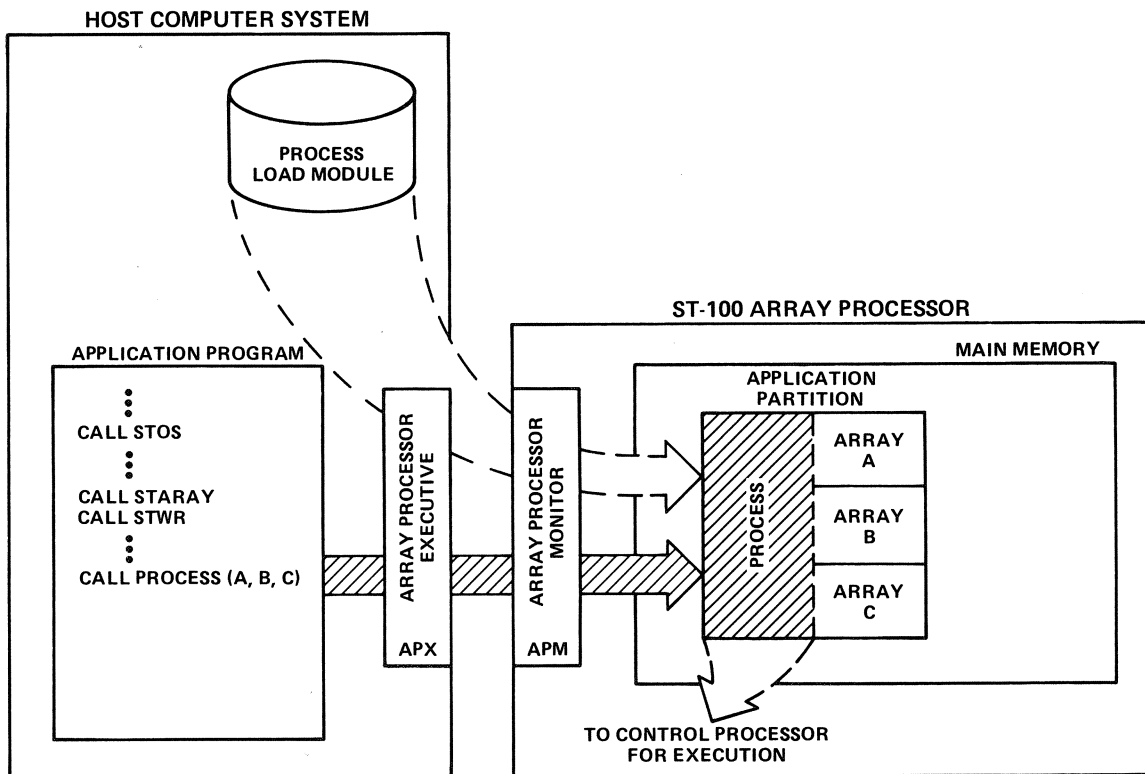 HOST COMPUTER SYSTEM
PROCESS
LOAD MODULE
ST-100 ARRAY PROCESSOR
APPLICATION PROGRAM
CALL STOS
CALL STARAY
CALL STWR
CALL PROCESS (A, B, C)
ARRAY PROCESSOR
EXECUTIVE
APX
ARRAY PROCESSOR
MONITOR
APM
MAIN MEMORY
APPLICATION
PARTITION
PROCESS
ARRAY
A
ARRAY
B
ARRAY
C
TO CONTROL PROCESSOR
FOR EXECUTION